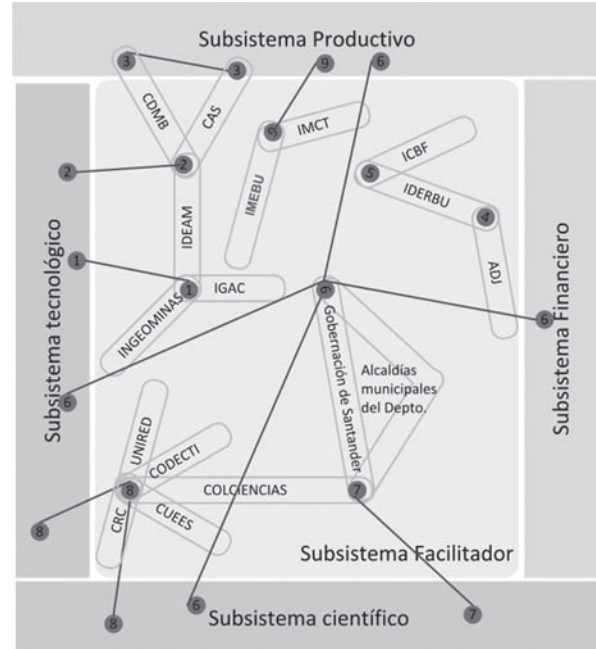 Subsistema Productivo
3
3
9
6
CDMB
CAS
9
IMCT
ICBF
2
2
5
IDERBU
IMEBU
4
IDEAM
ADJ
1
1
IGAC
6
INGEOMINAS
6
Gobernación de Santander
Alcaldías
municipales
del Depto.
6
Subsistema tecnológico
Subsistema Financiero
UNIRED
CODECTI
8
COLCIENCIAS
7
CRC
CUEES
8
Subsistema Facilitador
6
8
7
Subsistema científico